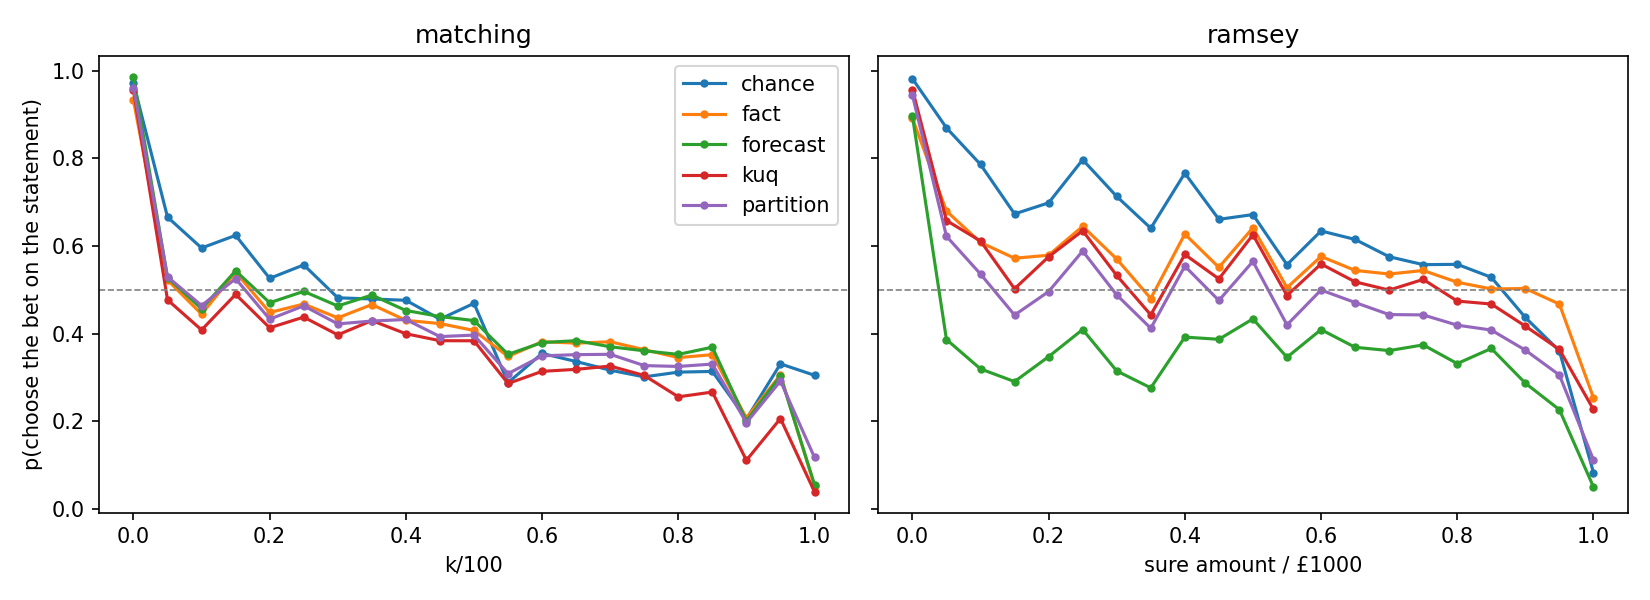 matching
ramsey
p(choose the bet on the statement)
1.0
0.8
0.6
0.4
0.2
0.0
chance
fact
forecast
kuq
partition
0.0 0.2 0.4 0.6 0.8 1.0
k/100
0.0 0.2 0.4 0.6 0.8 1.0
sure amount / £1000